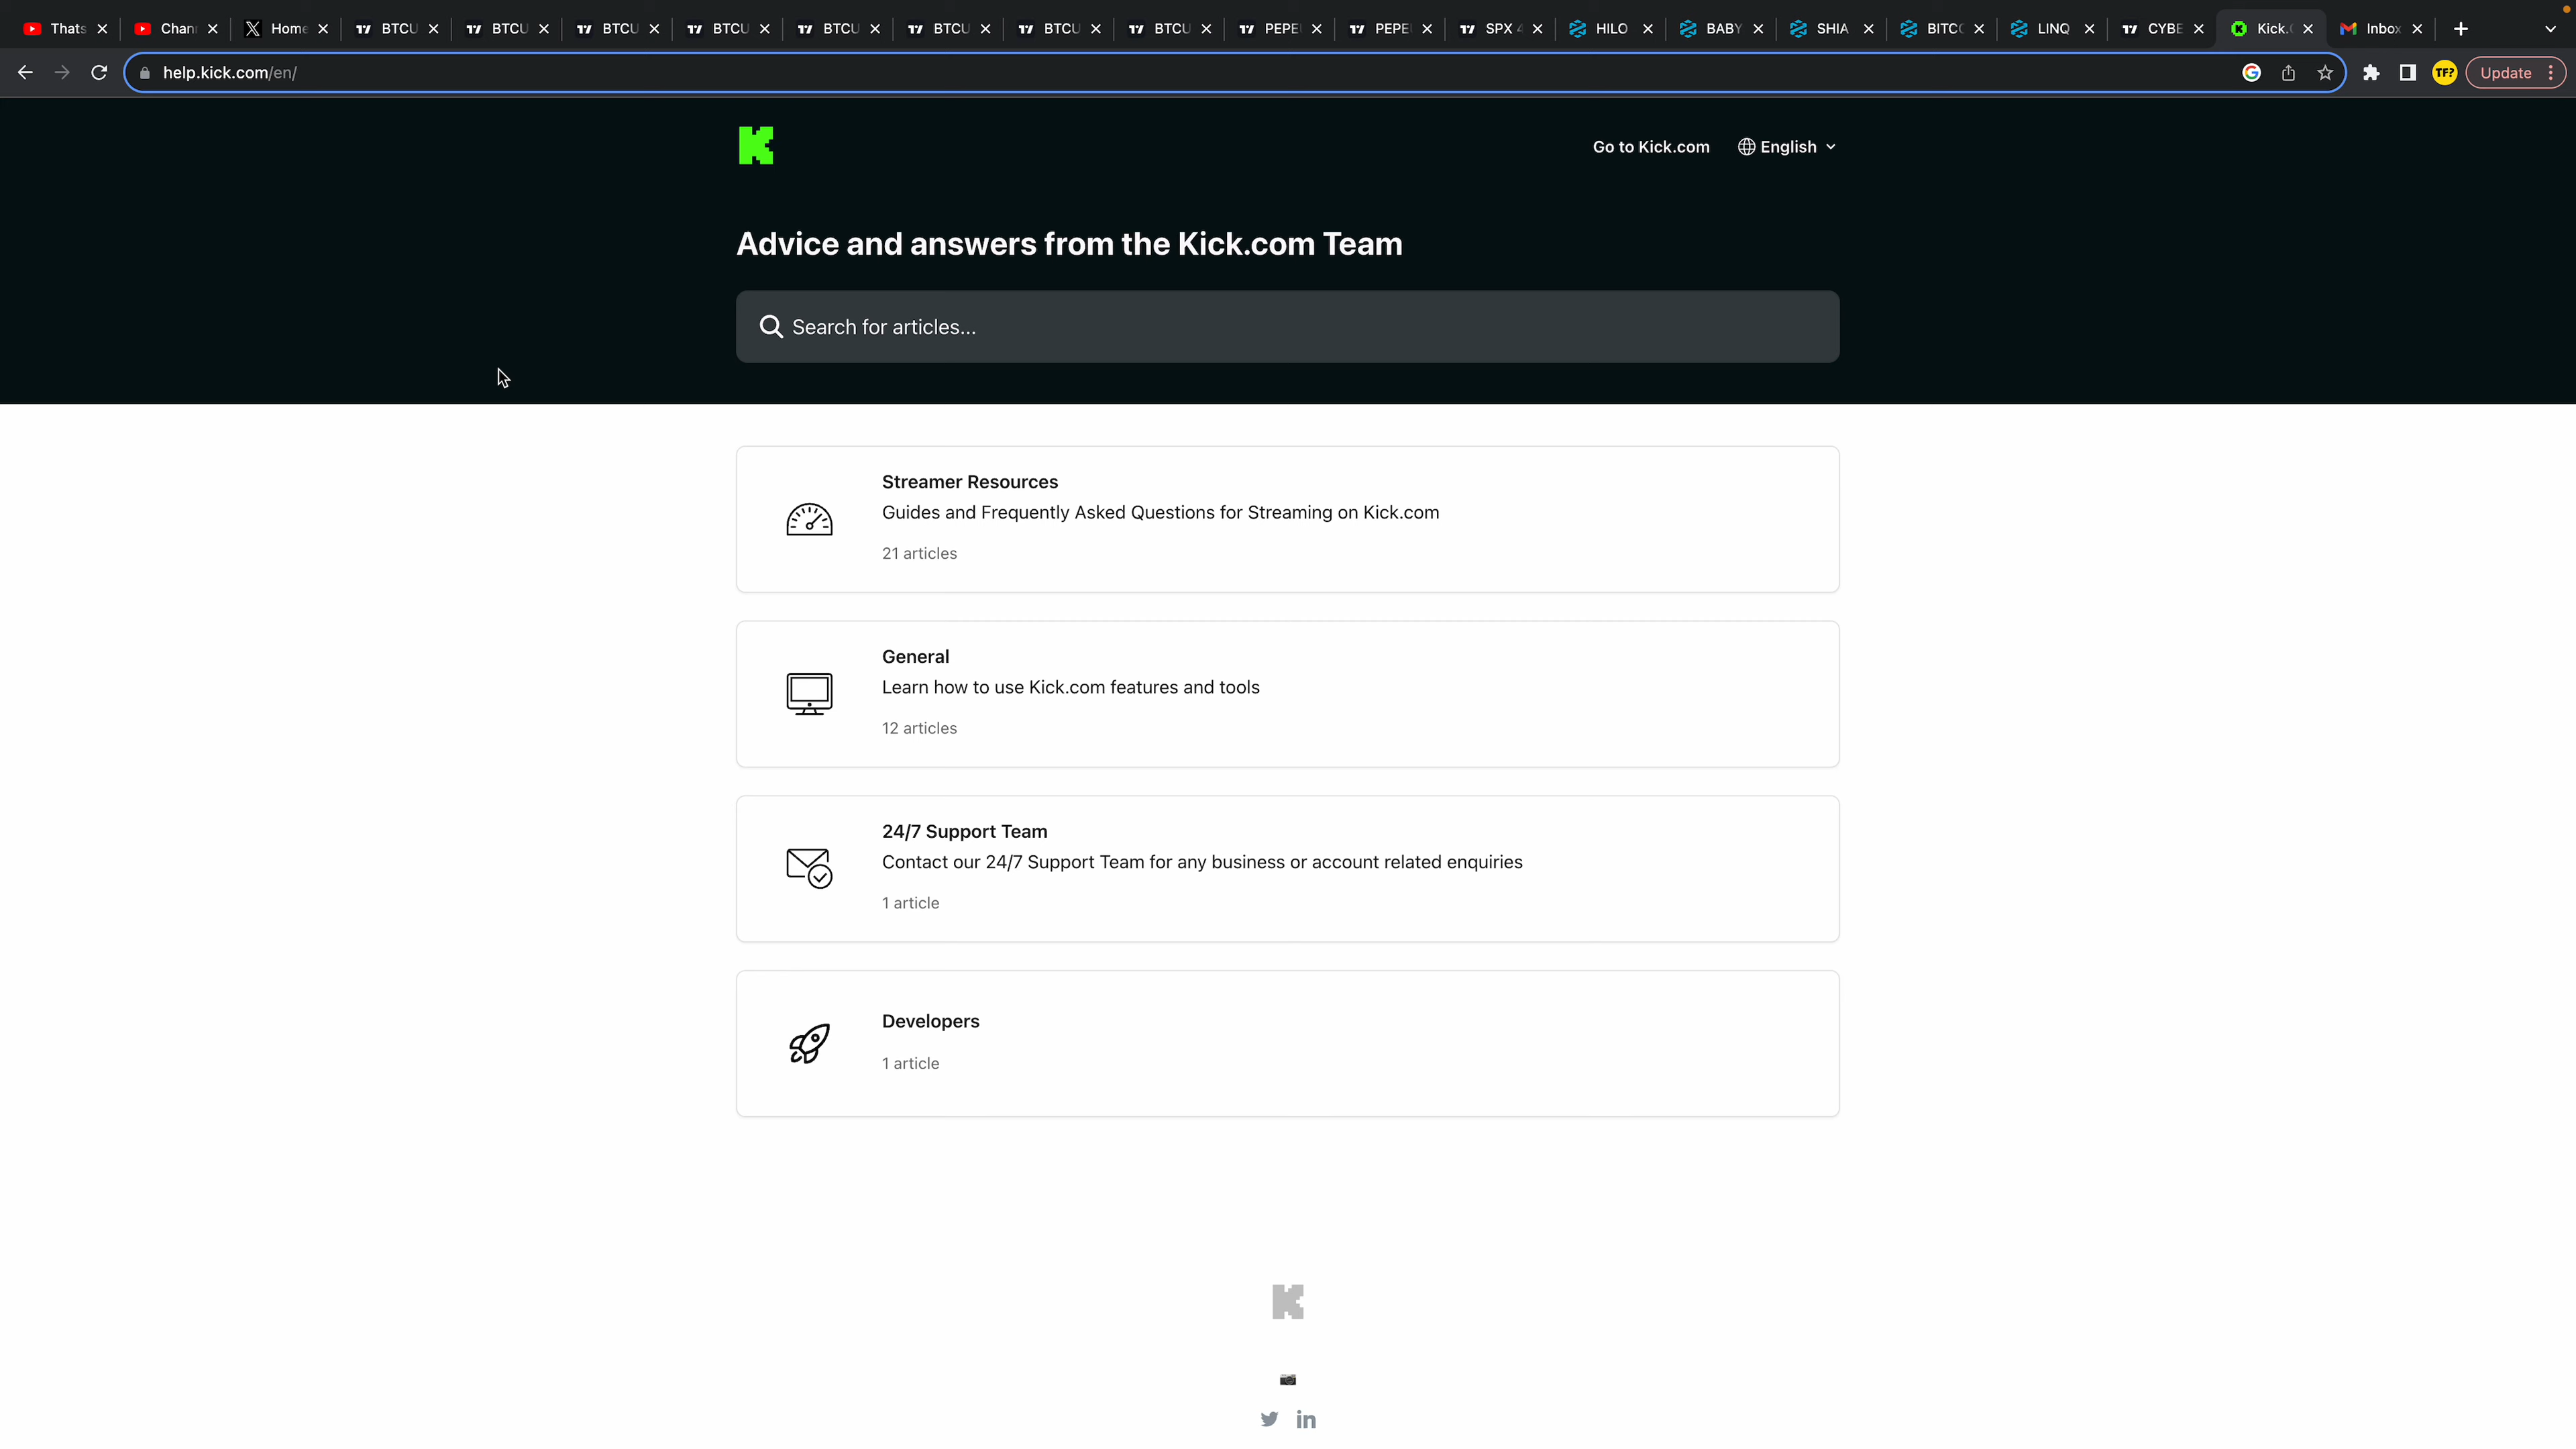 Thats
Chan
Home
BTCU
BTCU
BTCU
BTCU
BTCU
BTCU
BTCU
BTCU
PEPE
PEPE
SPX 4
HILO
BABY
SHIA
BITCO
LINQ
CYBE
Kick.
Inbox
help.kick.com/en/
TF?
Update
Go to Kick.com
English
Advice and answers from the Kick.com Team
Search for articles...
Streamer Resources
Guides and Frequently Asked Questions for Streaming on Kick.com
21 articles
General
Learn how to use Kick.com features and tools
12 articles
24/7 Support Team
Contact our 24/7 Support Team for any business or account related enquiries
1 article
Developers
1 article